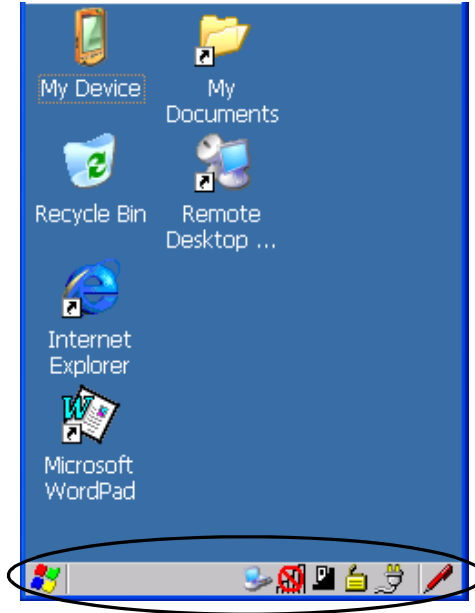 My Device
My
Documents
Recycle Bin
Remote
Desktop ...
Internet
Explorer
Microsoft
WordPad